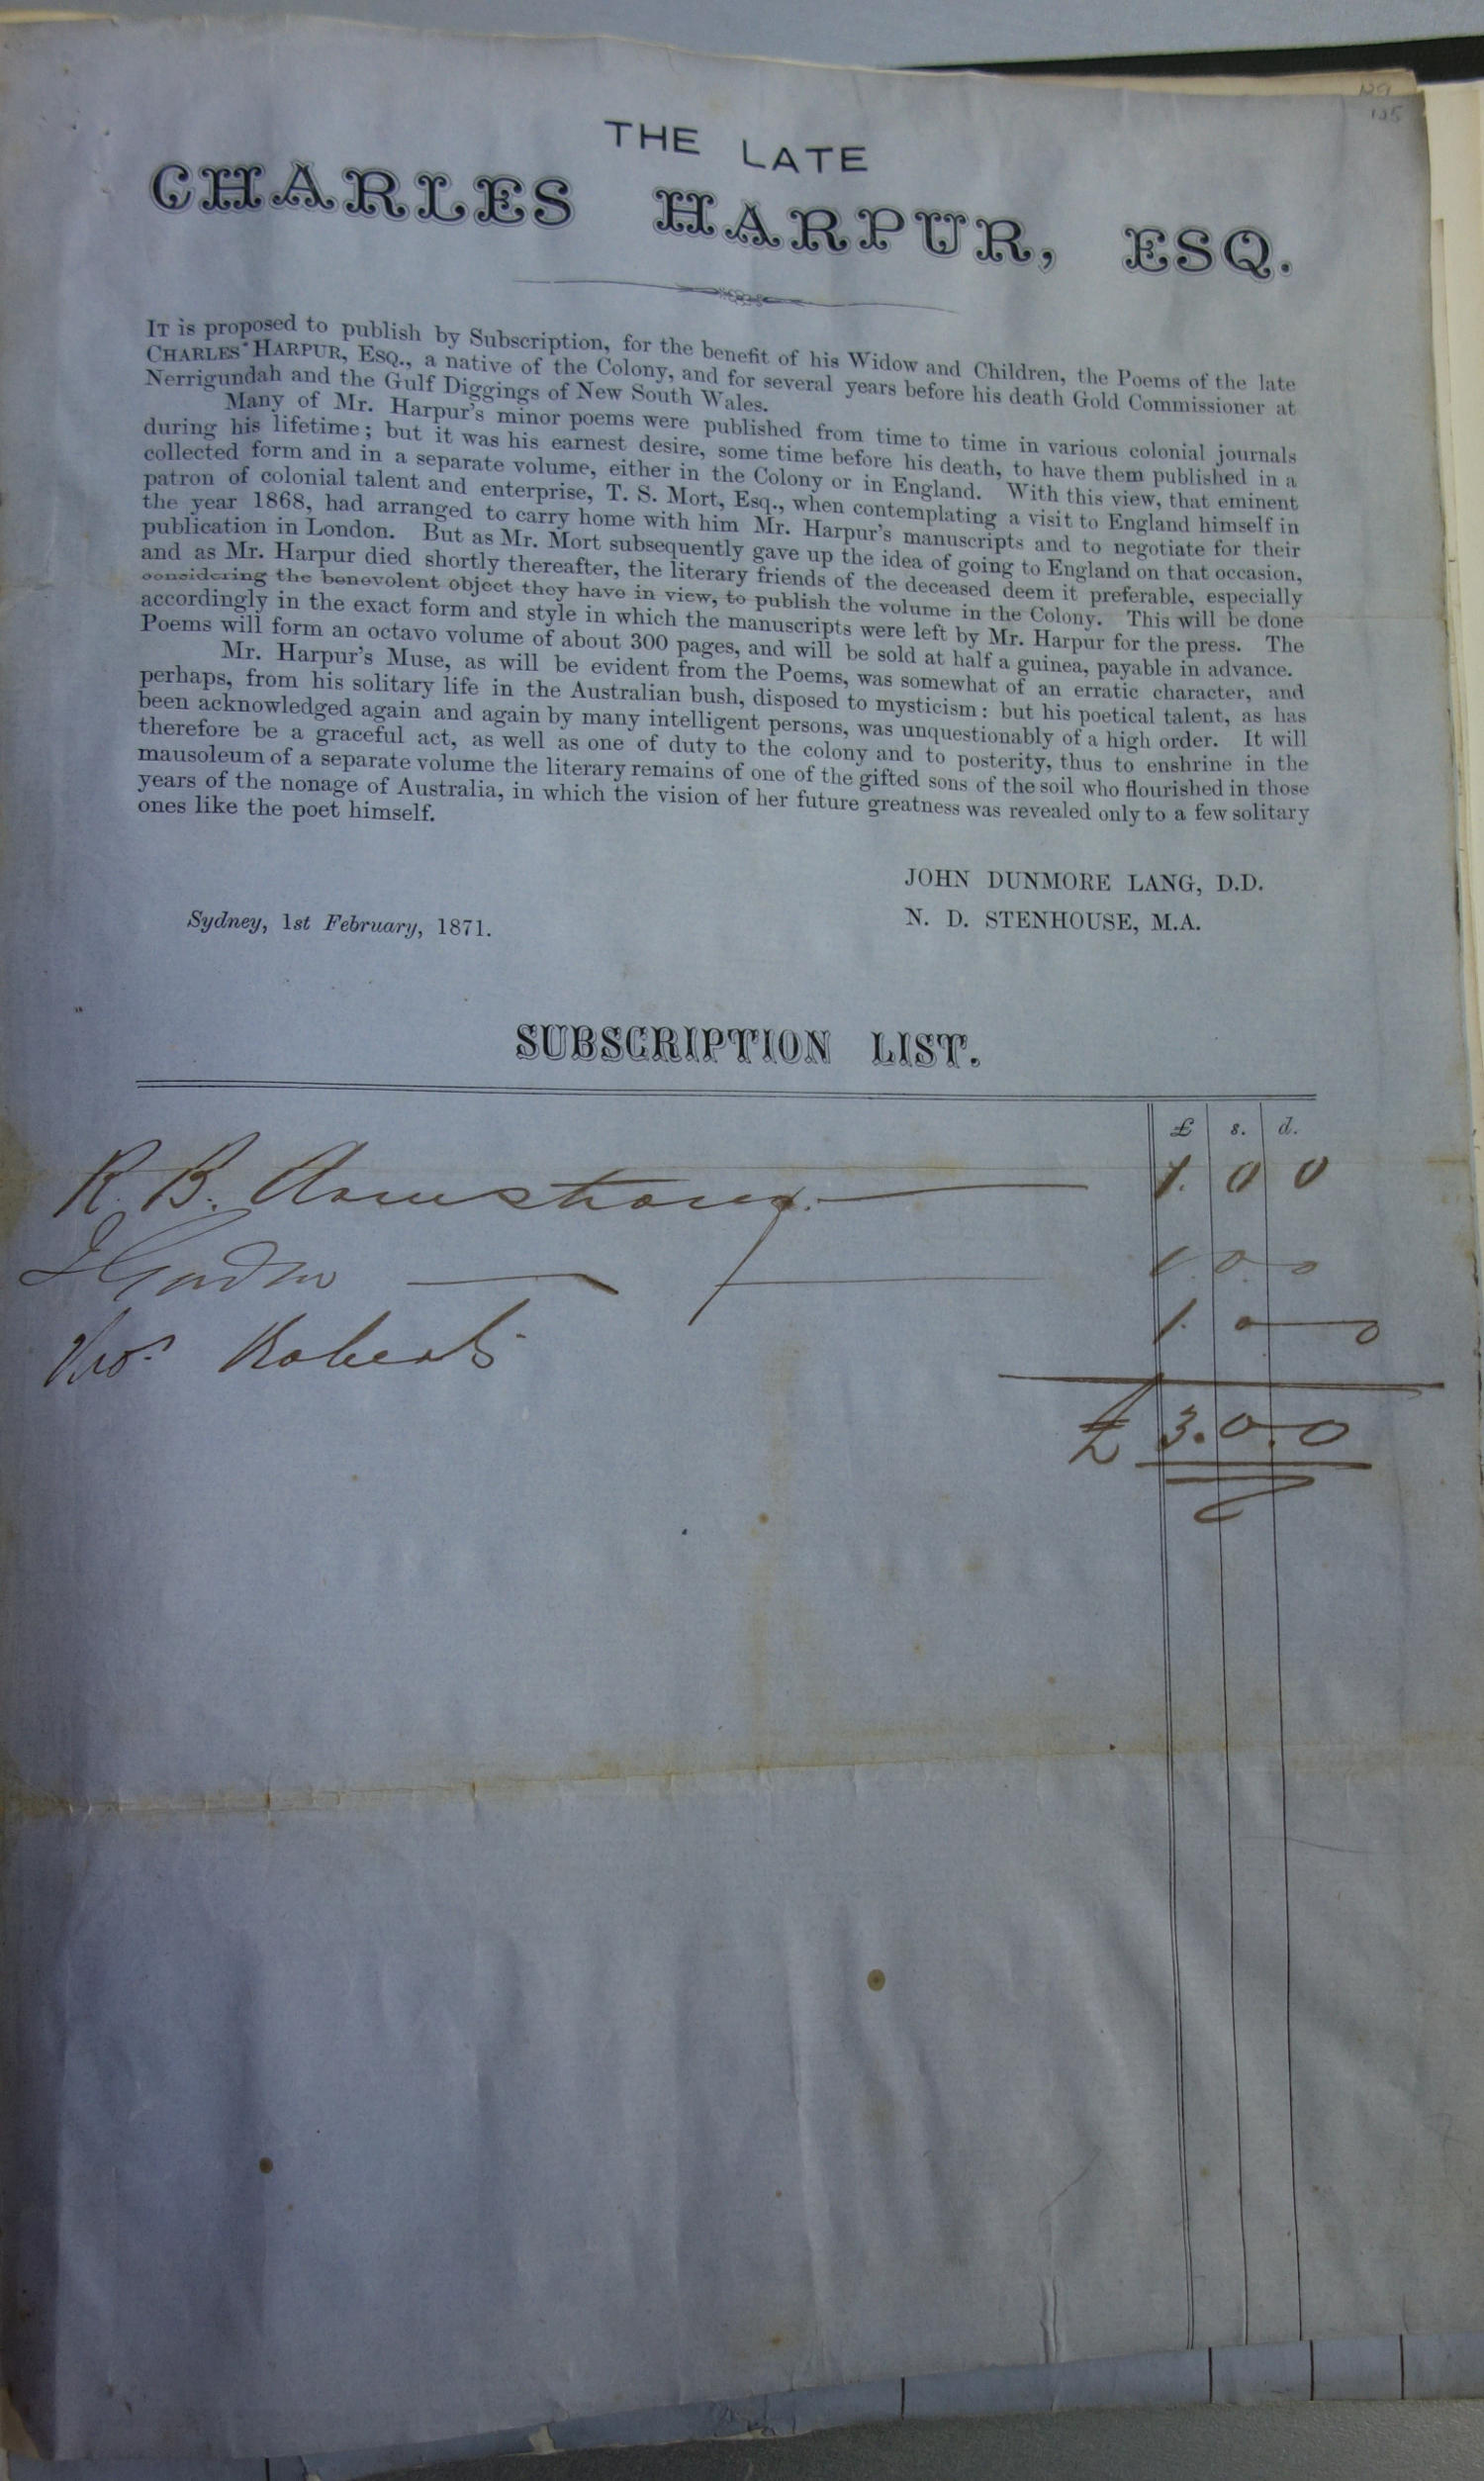 129
125
THE LATE
CHARLES HARPUR, ESQ.
IT is proposed to publish by Subscription, for the benefit of his Widow and Children, the Poems of the late
CHARLES HARPUR, ESQ., a native of the Colony, and for several years before his death Gold Commissioner at
Nerrigundah and the Gulf Diggings of New South Wales.
Many of Mr. Harpur's minor poems were published from time to time in various colonial journals
during his lifetime; but it was his earnest desire, some time before his death, to have them published in a
collected form and in a separate volume, either in the Colony or in England. With this view, that eminent
patron of colonial talent and enterprise, T. S. Mort, Esq., when contemplating a visit to England himself in
the year 1868, had arranged to carry home with him Mr. Harpur's manuscripts and to negotiate for their
publication in London. But as Mr. Mort subsequently gave up the idea of going to England on that occasion,
and as Mr. Harpur died shortly thereafter, the literary friends of the deceased deem it preferable, especially
considering the benevolent object they have in view, to publish the volume in the Colony. This will be done
accordingly in the exact form and style in which the manuscripts were left by Mr. Harpur for the press. The
Poems will form an octavo volume of about 300 pages, and will be sold at half a guinea, payable in advance.
Mr. Harpur's Muse, as will be evident from the Poems, was somewhat of an erratic character, and
perhaps, from his solitary life in the Australian bush, disposed to mysticism: but his poetical talent, as has
been acknowledged again and again by many intelligent persons, was unquestionably of a high order. It will
therefore be a graceful act, as well as one of duty to the colony and to posterity, thus to enshrine in the
mausoleum of a separate volume the literary remains of one of the gifted sons of the soil who flourished in those
years of the nonage of Australia, in which the vision of her future greatness was revealed only to a few solitary
ones like the poet himself.
JOHN DUNMORE LANG, D.D.
N. D. STENHOUSE, M.A.
Sydney, 1st February, 1871.
SUBSCRIPTION LIST.
£ s. d.
R. B. Armstrong. 1. 0 0
Gordon 1. 0. 0
Thos. Roberts 1. 0 0
£ 3. 0. 0